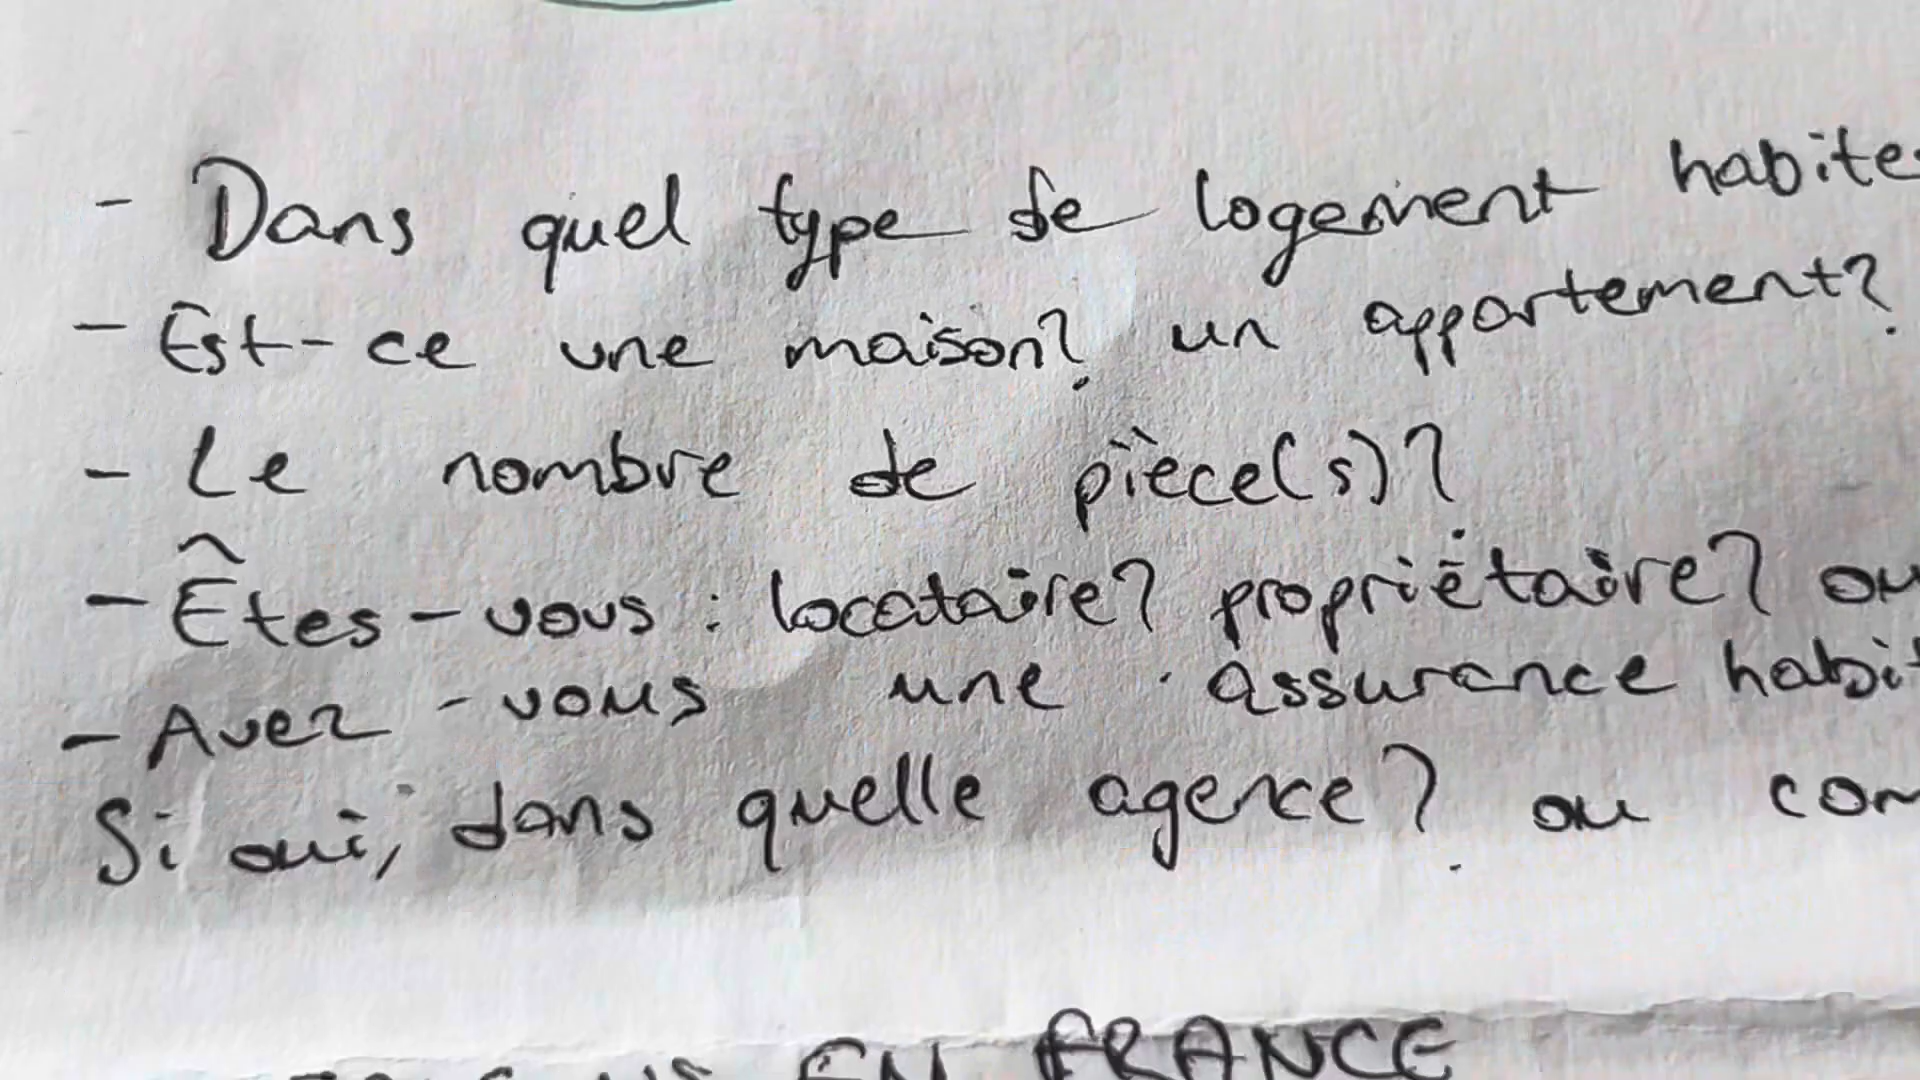 - Dans quel type de logement habite
- Est-ce une maison? un appartement?
- Le nombre de pièce(s)?
- Êtes-vous : locataire? propriétaire? ou
- Avez-vous une assurance habit
Si oui, dans quelle agence? ou com
EN FRANCE